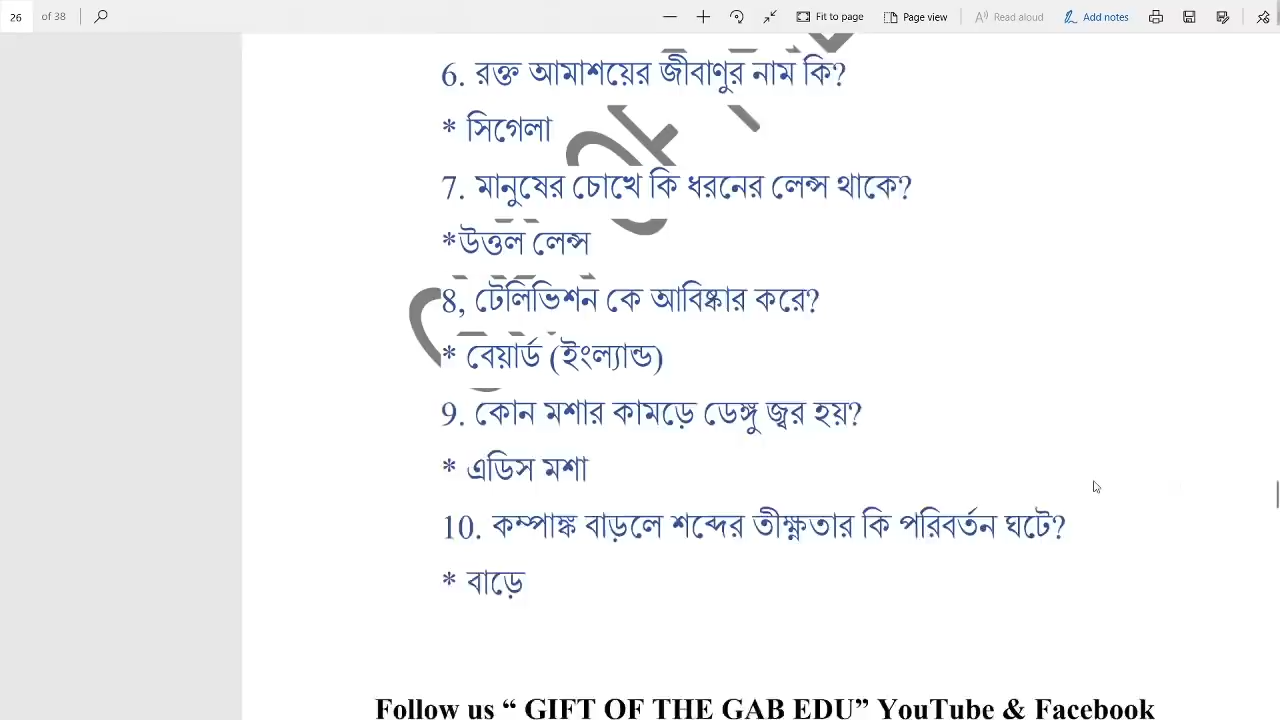 26 of 38 Fit to page Page view Read aloud Add notes
6. রক্ত আমাশয়ের জীবাণুর নাম কি?
* সিগেলা
7. মানুষের চোখে কি ধরনের লেন্স থাকে?
*উত্তল লেন্স
8, টেলিভিশন কে আবিষ্কার করে?
* বেয়ার্ড (ইংল্যান্ড)
9. কোন মশার কামড়ে ডেঙ্গু জ্বর হয়?
* এডিস মশা
10. কম্পাঙ্ক বাড়লে শব্দের তীক্ষ্ণতার কি পরিবর্তন ঘটে?
* বাড়ে
Follow us “ GIFT OF THE GAB EDU” YouTube & Facebook